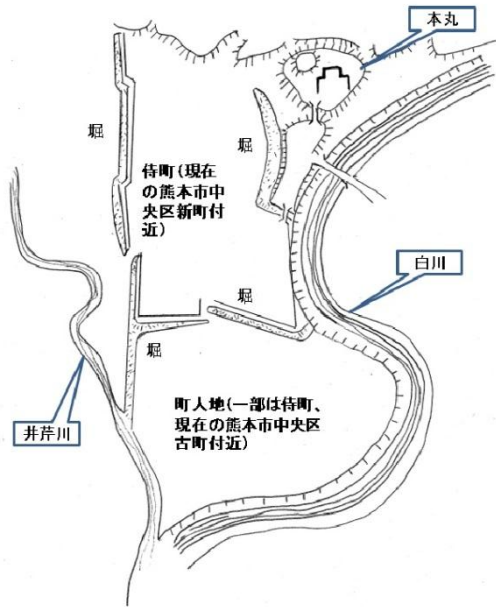 本丸
堀
堀
侍町(現在
の熊本市中
央区新町付
近)
白川
堀
堀
町人地(一部は侍町、
現在の熊本市中央区
古町付近)
井芹川